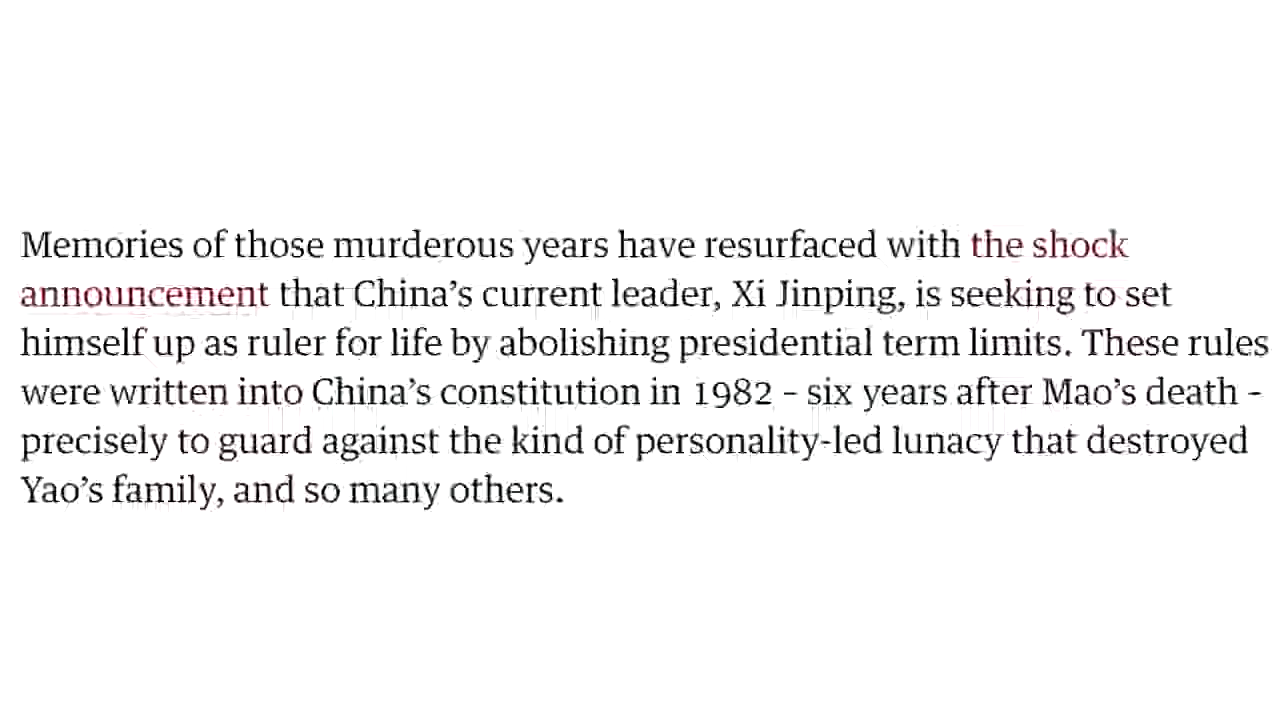 Memories of those murderous years have resurfaced with the shock
announcement that China’s current leader, Xi Jinping, is seeking to set
himself up as ruler for life by abolishing presidential term limits. These rules
were written into China’s constitution in 1982 – six years after Mao’s death –
precisely to guard against the kind of personality-led lunacy that destroyed
Yao’s family, and so many others.